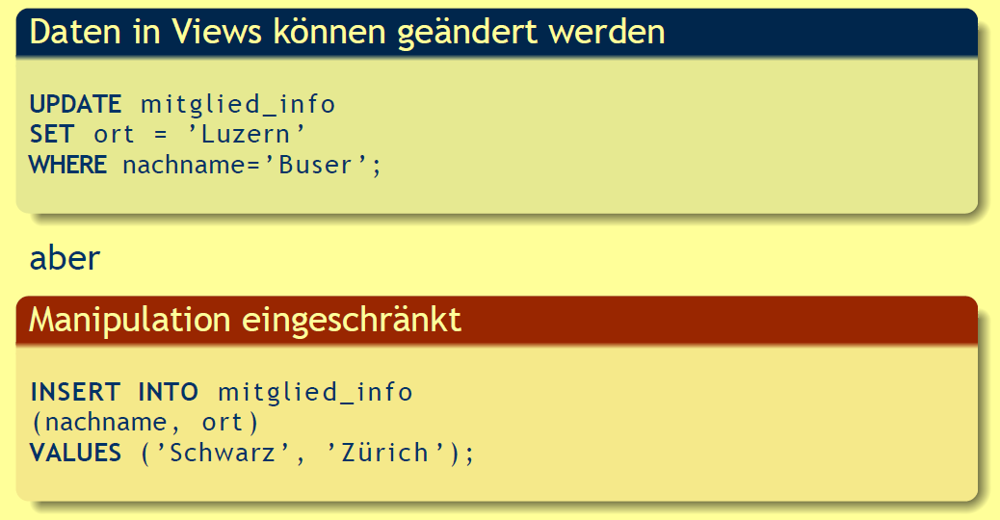 Daten in Views können geändert werden
UPDATE mitglied_info
SET ort = ’Luzern’
WHERE nachname=’Buser’;
aber
Manipulation eingeschränkt
INSERT INTO mitglied_info
(nachname, ort)
VALUES (’Schwarz’, ’Zürich’);